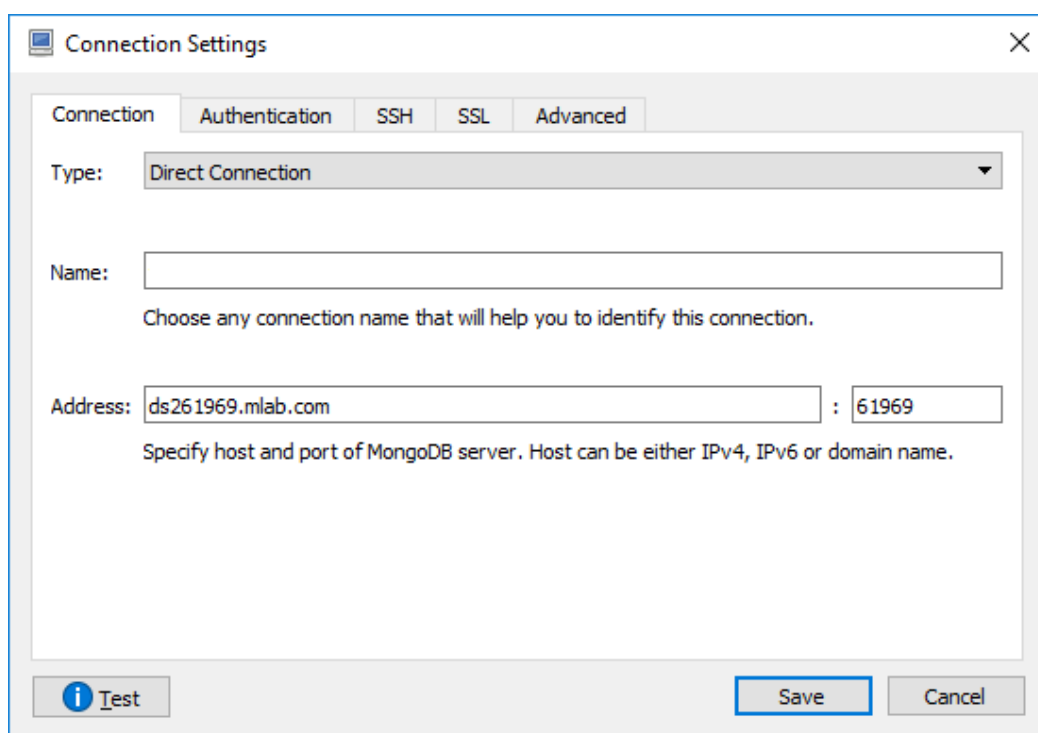 Connection Settings
Connection Authentication SSH SSL Advanced
Type: Direct Connection
Name:
Choose any connection name that will help you to identify this connection.
Address: ds261969.mlab.com : 61969
Specify host and port of MongoDB server. Host can be either IPv4, IPv6 or domain name.
Test Save Cancel